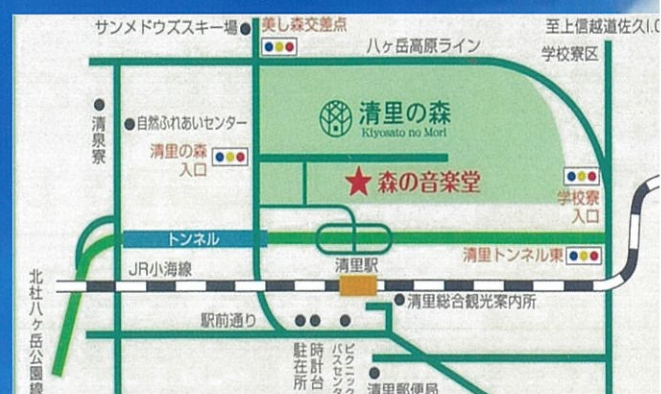 サンメドウズスキー場
美し森交差点
至上信越道佐久I.C
八ヶ岳高原ライン
学校寮区
清泉寮
自然ふれあいセンター
清里の森
Kiyosato no Mori
清里の森
入口
森の音楽堂
学校寮
入口
トンネル
清里トンネル東
JR小海線
清里駅
北杜八ヶ岳公園線
清里総合観光案内所
駅前通り
駐在所
時計台
ピクニック
バスセンタ
清里郵便局